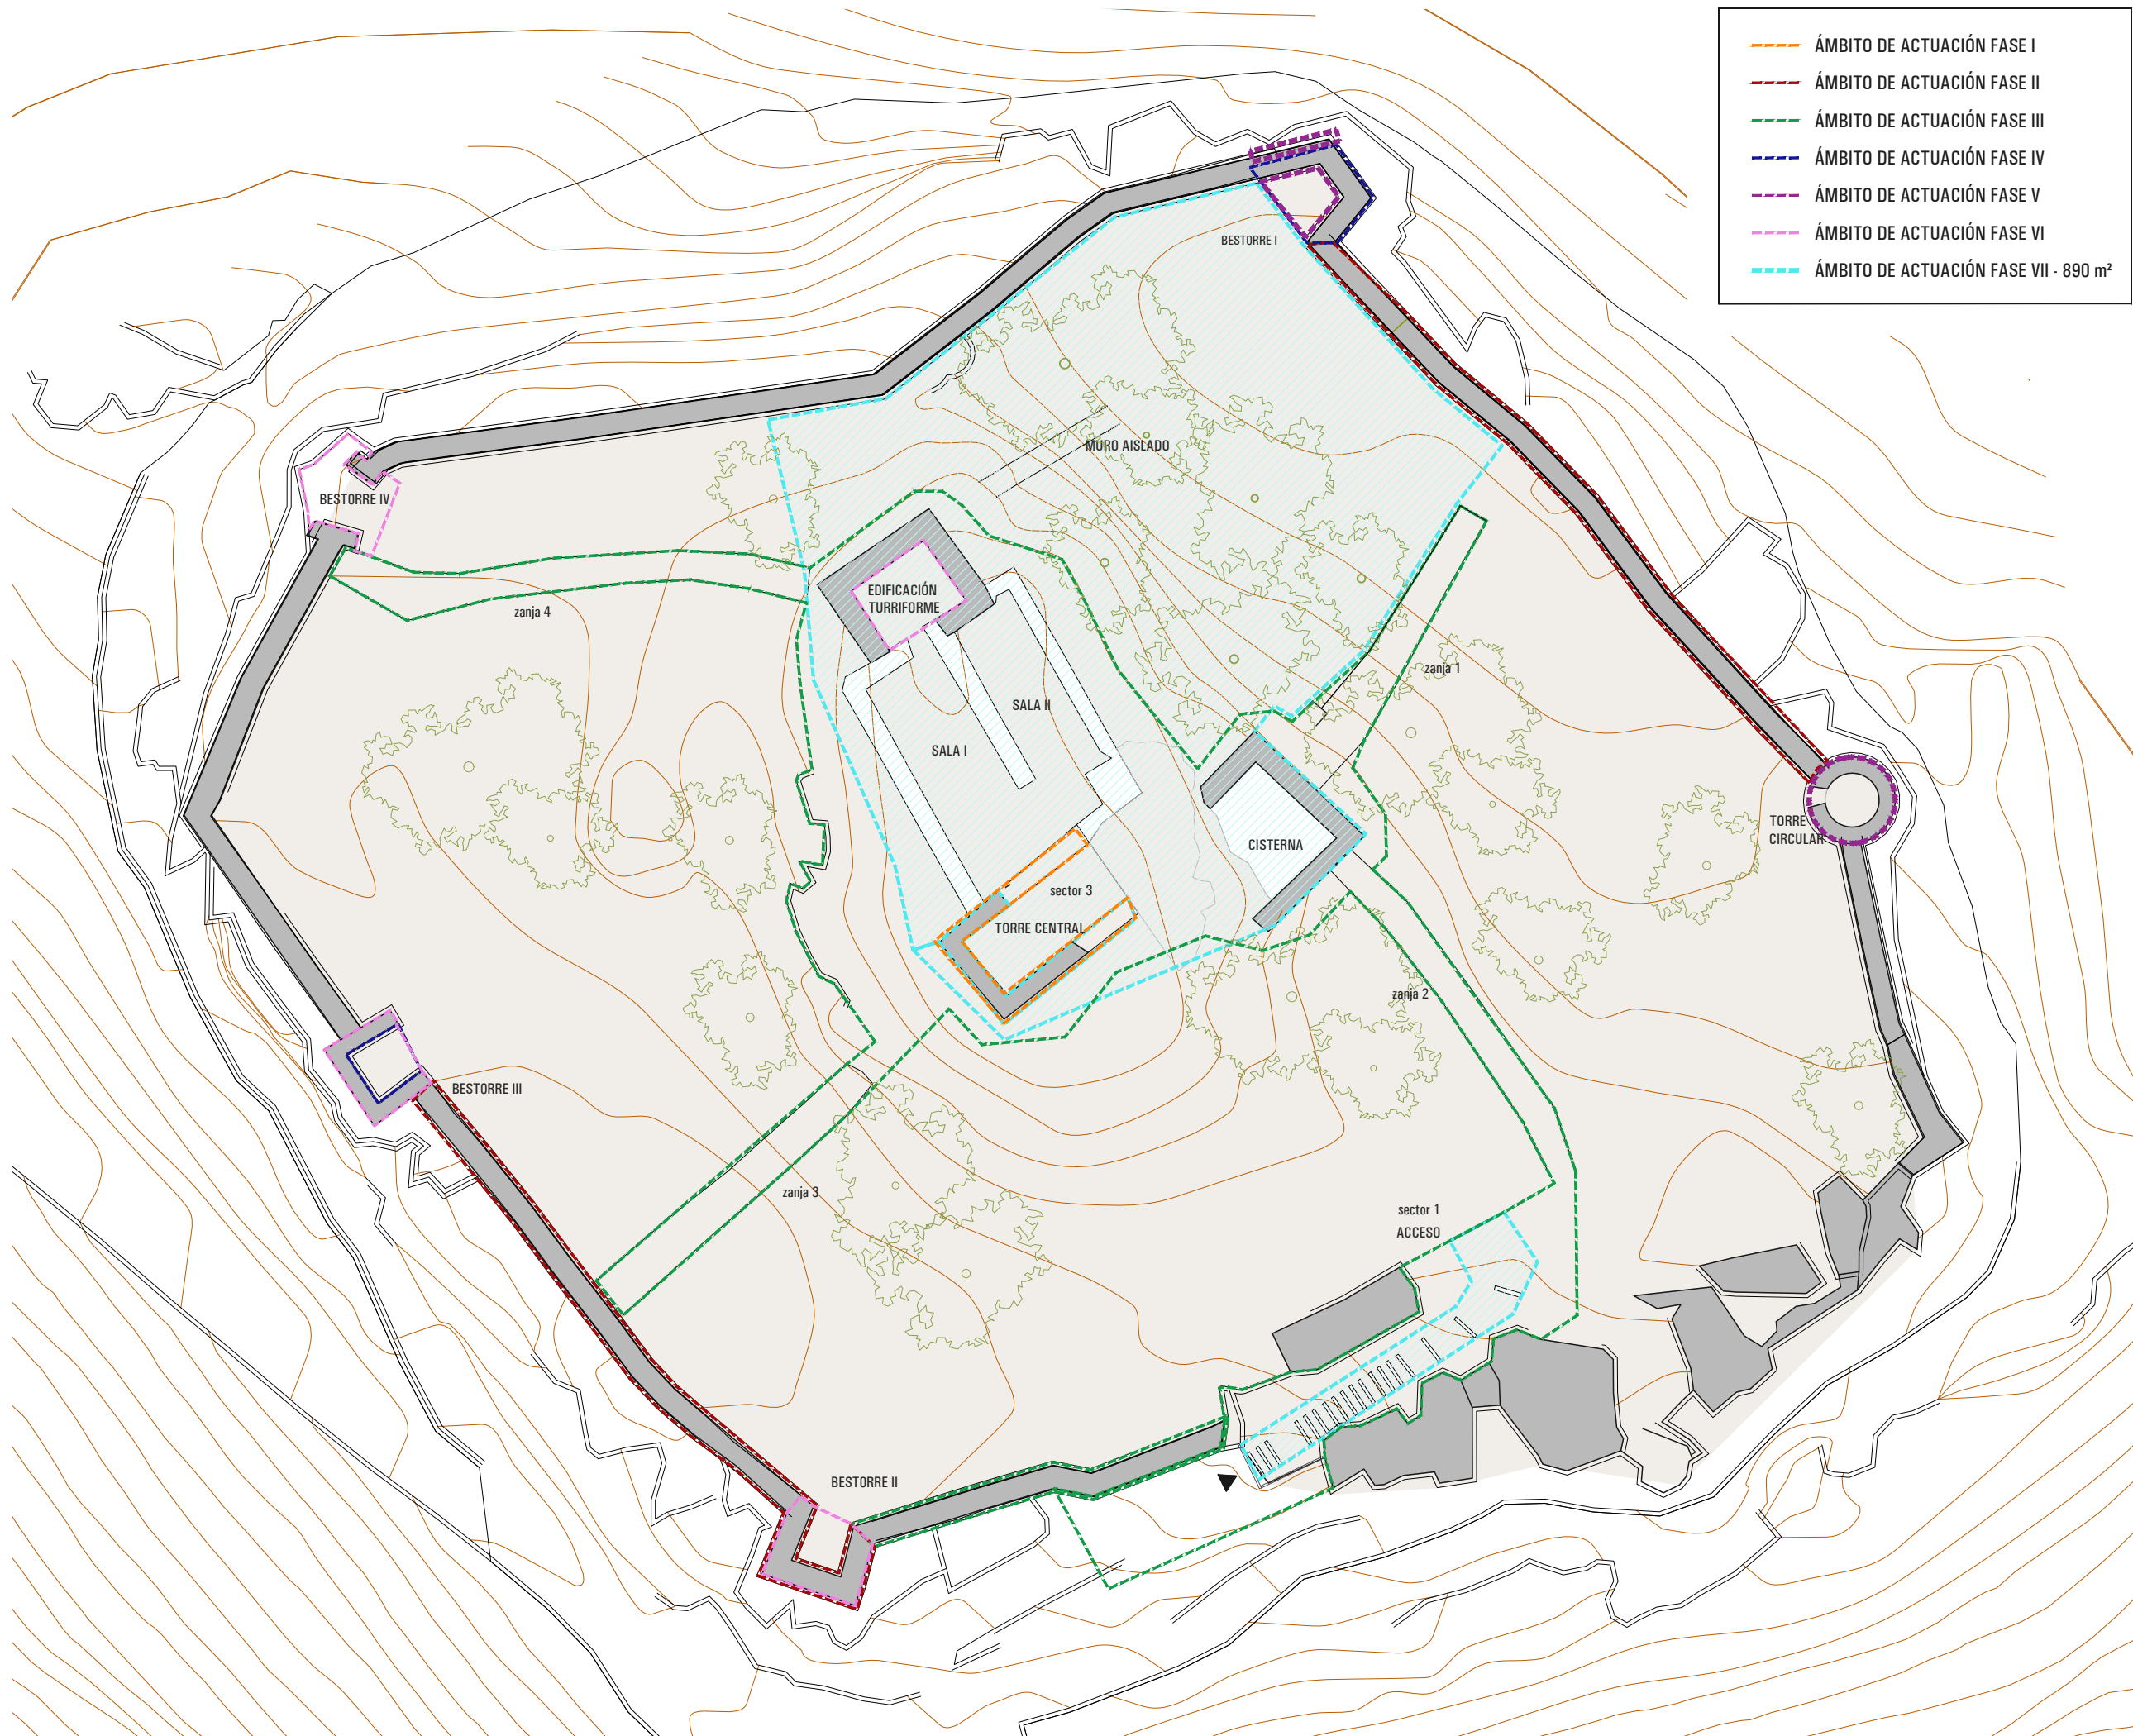 ÁMBITO DE ACTUACIÓN FASE I
ÁMBITO DE ACTUACIÓN FASE II
ÁMBITO DE ACTUACIÓN FASE III
ÁMBITO DE ACTUACIÓN FASE IV
ÁMBITO DE ACTUACIÓN FASE V
ÁMBITO DE ACTUACIÓN FASE VI
ÁMBITO DE ACTUACIÓN FASE VII - 890 m²
BESTORRE I
MURO AISLADO
BESTORRE IV
EDIFICACIÓN
TURRIFORME
zanja 4
zanja 1
SALA II
SALA I
TORRE
CIRCULAR
CISTERNA
sector 3
TORRE CENTRAL
zanja 2
BESTORRE III
zanja 3
sector 1
ACCESO
BESTORRE II